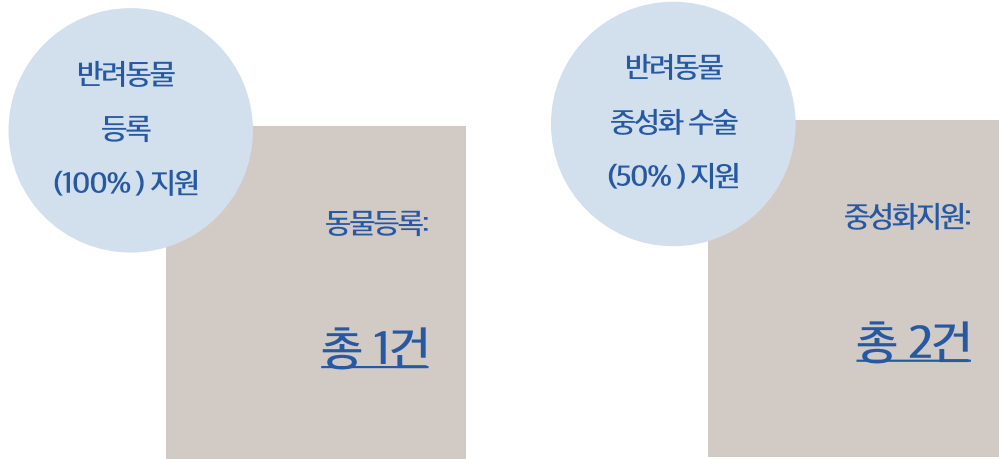 반려동물
등록
(100% ) 지원
동물등록:
총 1건
반려동물
중성화 수술
(50% ) 지원
중성화지원:
총 2건